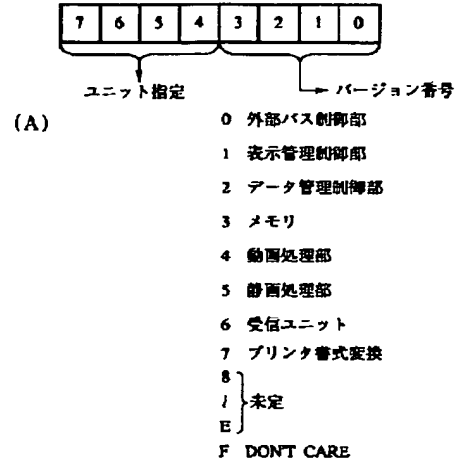 7 6 5 4 3 2 1 0
ユニット指定 バージョン番号
(A)
0 外部バス制御部
1 表示管理制御部
2 データ管理制御部
3 メモリ
4 動画処理部
5 静画処理部
6 受信ユニット
7 プリンタ書式変換
8
≀ 未定
E
F DON'T CARE